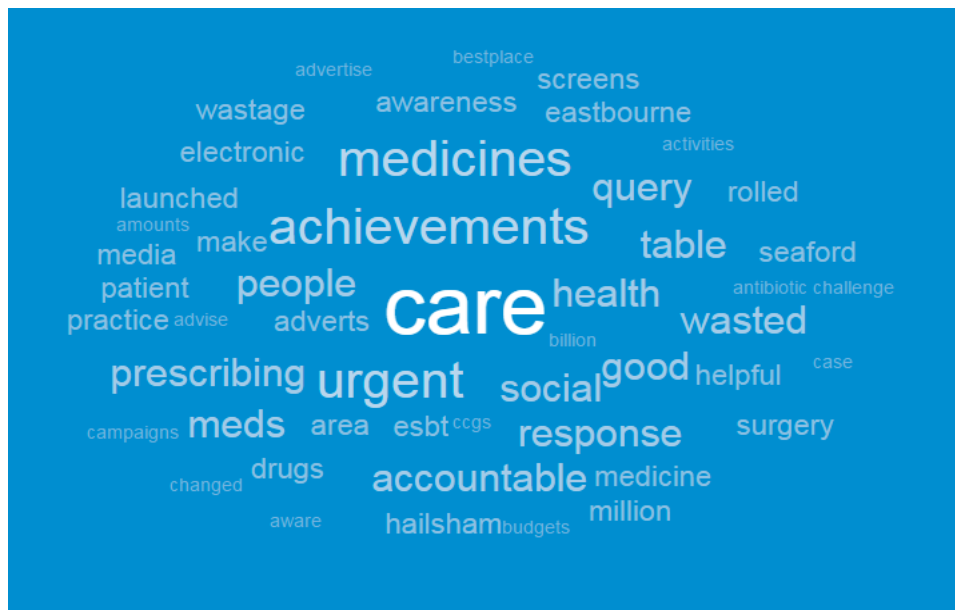 bestplace
advertise
screens
wastage awareness eastbourne
electronic medicines activities
launched query rolled
amounts make achievements table seaford
media
patient people care health antibiotic challenge
practice advise adverts billion wasted
prescribing urgent social good helpful case
campaigns meds area esbt ccgs response surgery
changed drugs accountable medicine
aware hailsham budgets million